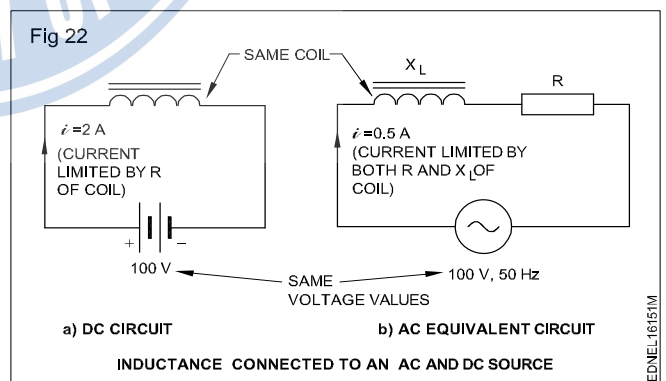 Fig 22
SAME COIL
X L
R
i=2 A
(CURRENT
LIMITED BY R
OF COIL)
+ −
100 V
i=0.5 A
(CURRENT LIMITED BY
BOTH R AND X L OF
COIL)
100 V, 50 Hz
SAME
VOLTAGE VALUES
a) DC CIRCUIT
b) AC EQUIVALENT CIRCUIT
INDUCTANCE CONNECTED TO AN AC AND DC SOURCE
EDNEL16151M